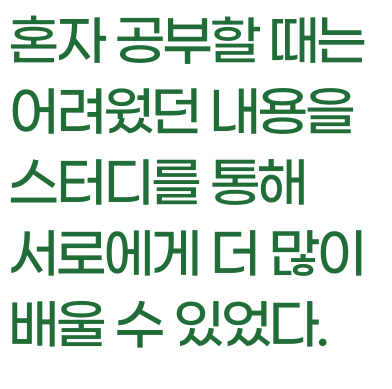 혼자 공부할 때는
어려웠던 내용을
스터디를 통해
서로에게 더 많이
배울 수 있었다.